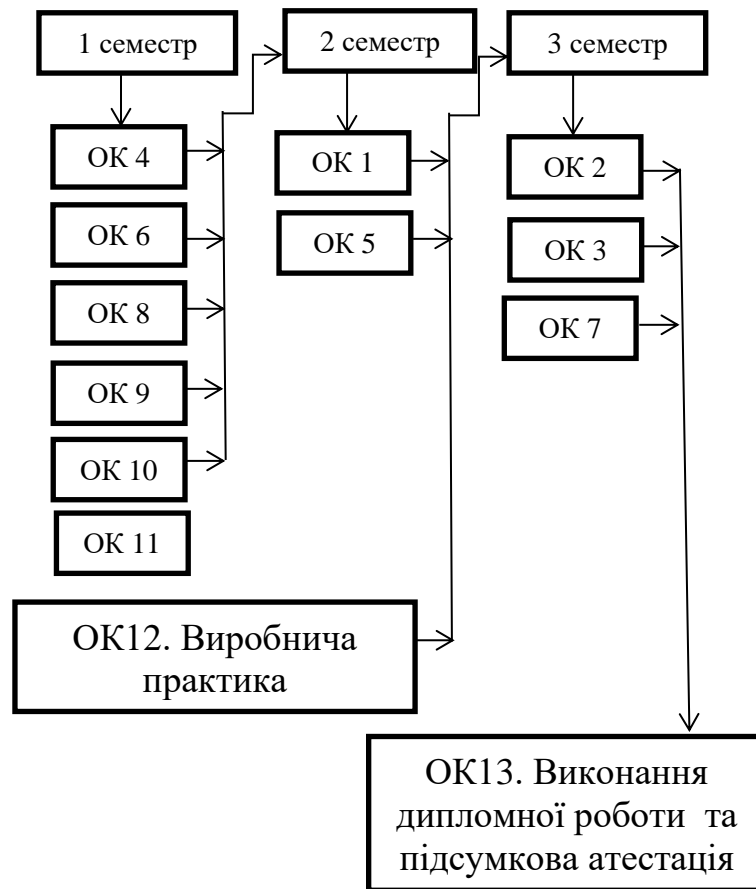 1 семестр
2 семестр
3 семестр
ОК 4
ОК 6
ОК 8
ОК 9
ОК 10
ОК 11
ОК 1
ОК 5
ОК 2
ОК 3
ОК 7
ОК12. Виробнича
практика
ОК13. Виконання
дипломної роботи та
підсумкова атестація